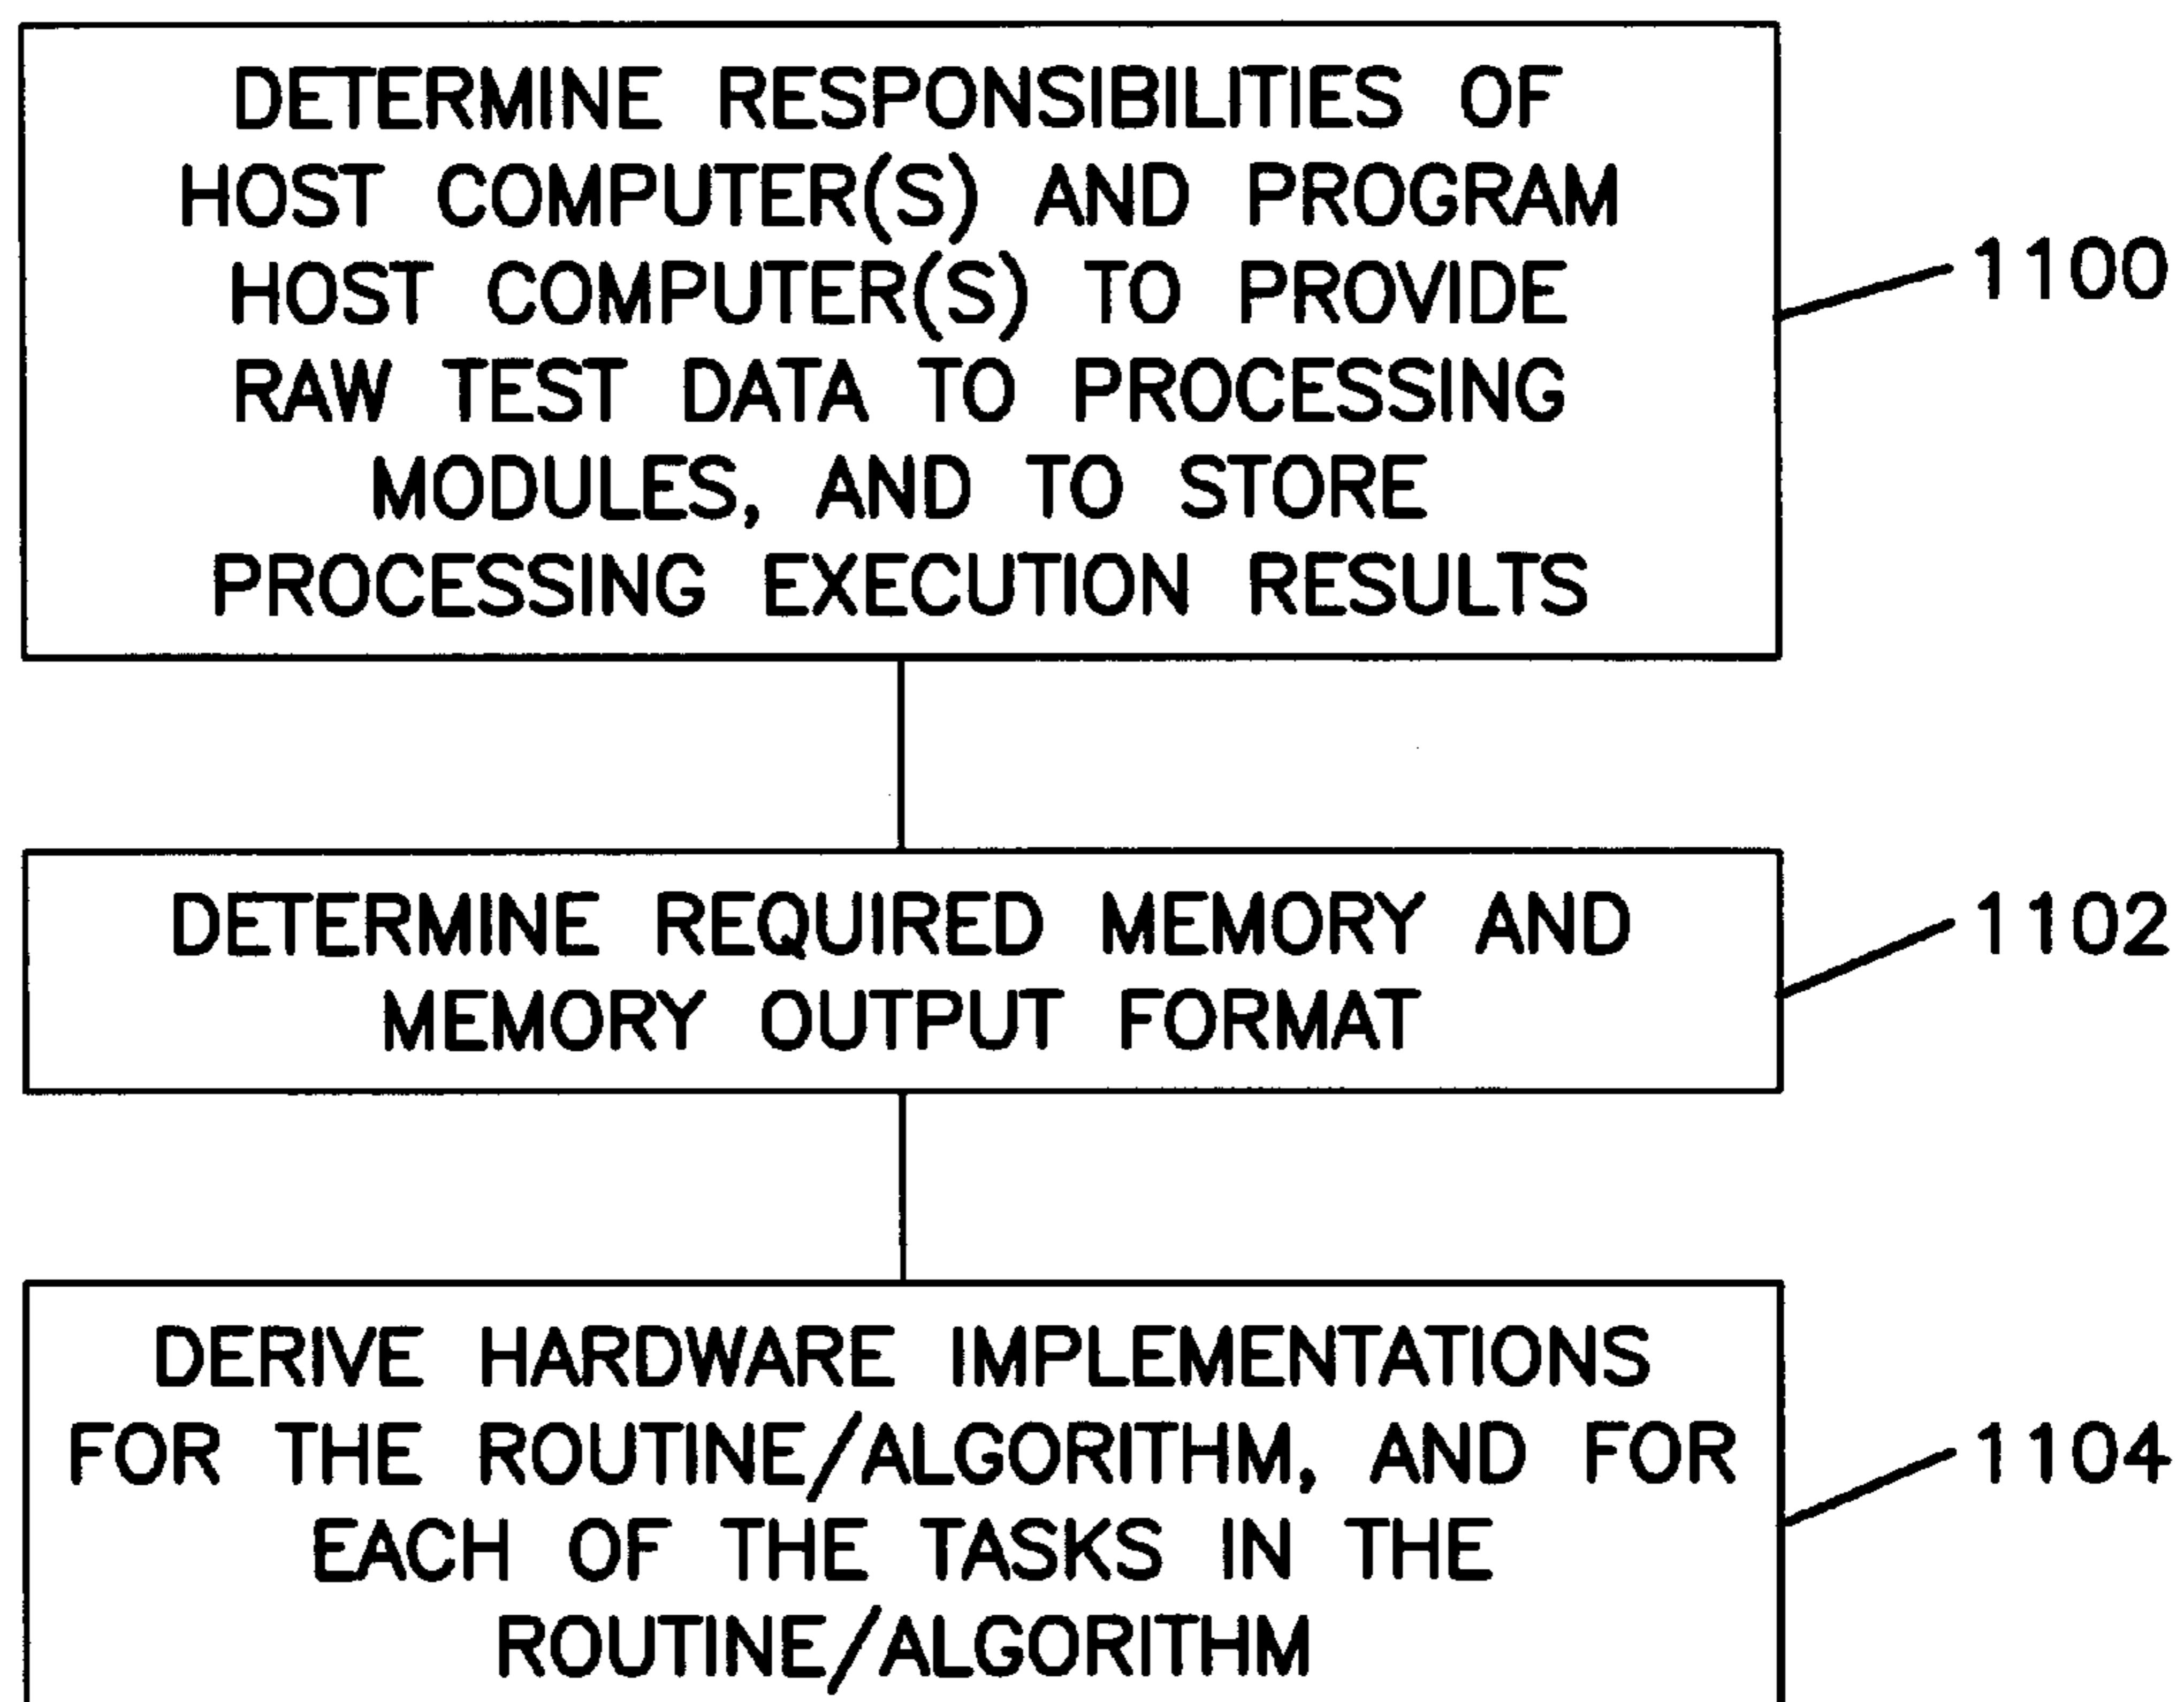 DETERMINE RESPONSIBILITIES OF
HOST COMPUTER(S) AND PROGRAM
HOST COMPUTER(S) TO PROVIDE
RAW TEST DATA TO PROCESSING
MODULES, AND TO STORE
PROCESSING EXECUTION RESULTS
1100
DETERMINE REQUIRED MEMORY AND
MEMORY OUTPUT FORMAT
1102
DERIVE HARDWARE IMPLEMENTATIONS
FOR THE ROUTINE/ALGORITHM, AND FOR
EACH OF THE TASKS IN THE
ROUTINE/ALGORITHM
1104